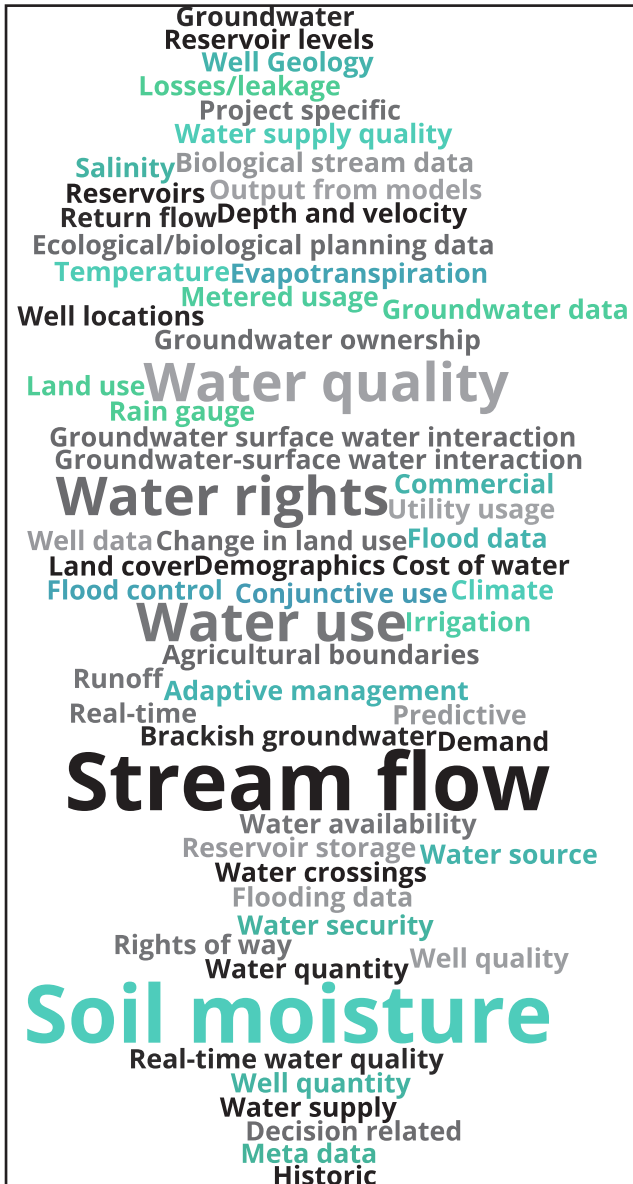 Groundwater
Reservoir levels
Well Geology
Losses/leakage
Project specific
Water supply quality
Salinity Biological stream data
Reservoirs Output from models
Return flow Depth and velocity
Ecological/biological planning data
Temperature Evapotranspiration
Metered usage Groundwater data
Well locations
Groundwater ownership
Land use Water quality
Rain gauge
Groundwater surface water interaction
Groundwater-surface water interaction
Water rights Commercial
Utility usage
Well data Change in land use Flood data
Land cover Demographics Cost of water
Flood control Conjunctive use Climate
Water use Irrigation
Agricultural boundaries
Runoff Adaptive management
Real-time Predictive
Brackish groundwater Demand
Stream flow
Water availability
Reservoir storage Water source
Water crossings
Flooding data
Water security
Rights of way
Water quantity Well quality
Soil moisture
Real-time water quality
Well quantity
Water supply
Decision related
Meta data
Historic